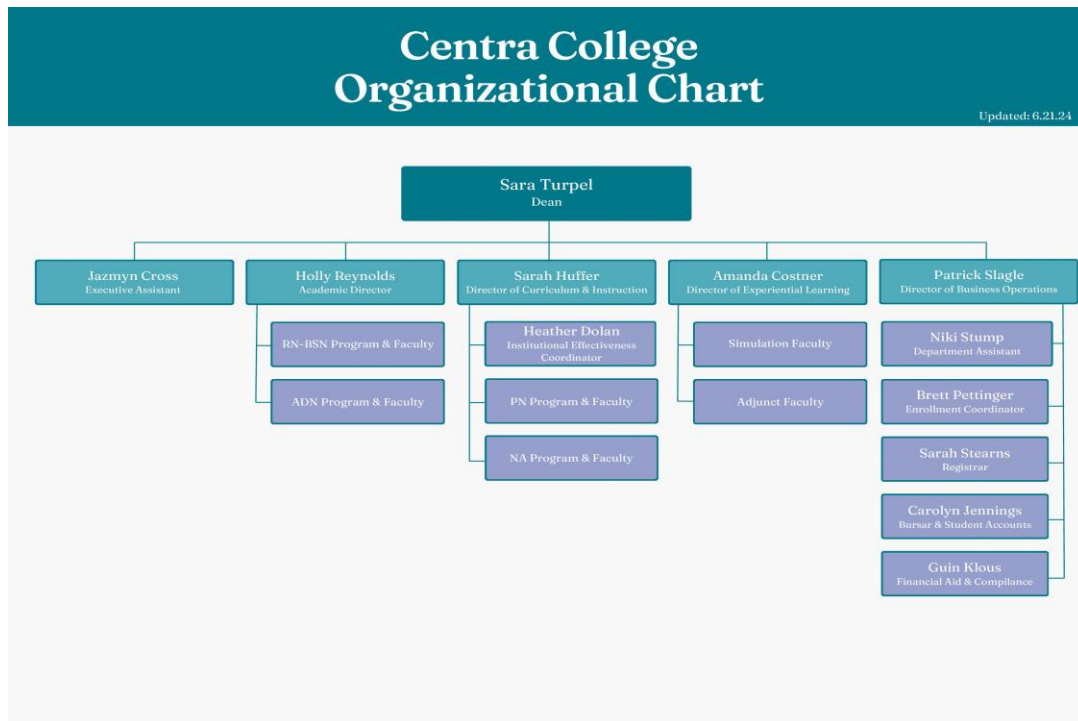 Centra College
Organizational Chart
Updated: 6.21.24
Sara Turpel
Dean
Jazmyn Cross
Executive Assistant
Holly Reynolds
Academic Director
Sarah Huffer
Director of Curriculum & Instruction
Amanda Costner
Director of Experiential Learning
Patrick Slagle
Director of Business Operations
RN-BSN Program & Faculty
ADN Program & Faculty
Heather Dolan
Institutional Effectiveness
Coordinator
PN Program & Faculty
NA Program & Faculty
Simulation Faculty
Adjunct Faculty
Niki Stump
Department Assistant
Brett Pettinger
Enrollment Coordinator
Sarah Stearns
Registrar
Carolyn Jennings
Bursar & Student Accounts
Guin Klous
Financial Aid & Compilance